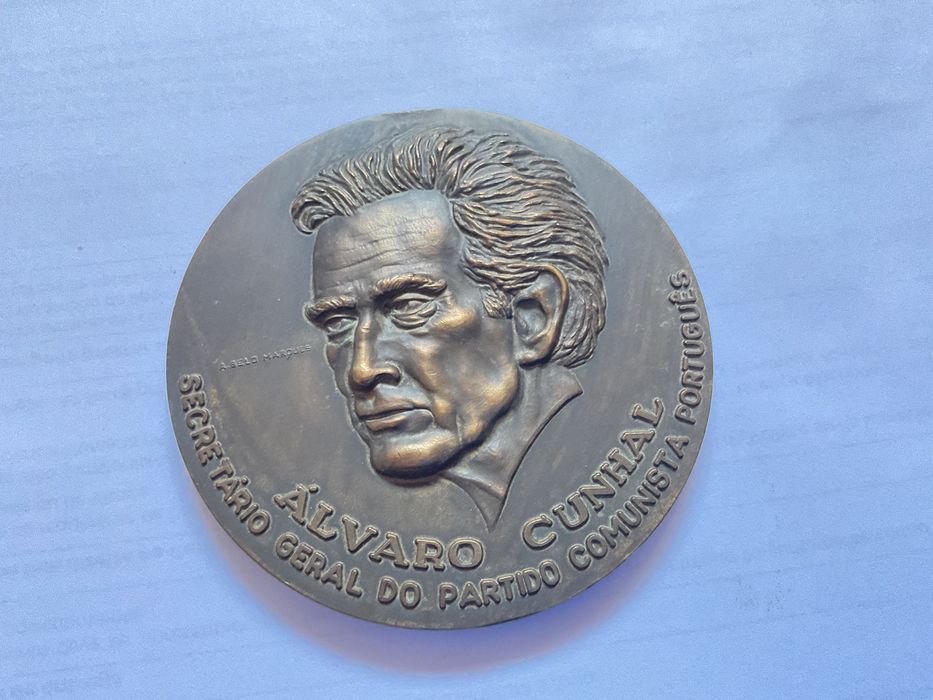 A. BELO MARQUES
ÁLVARO CUNHAL
SECRETÁRIO GERAL DO PARTIDO COMUNISTA PORTUGUÊS